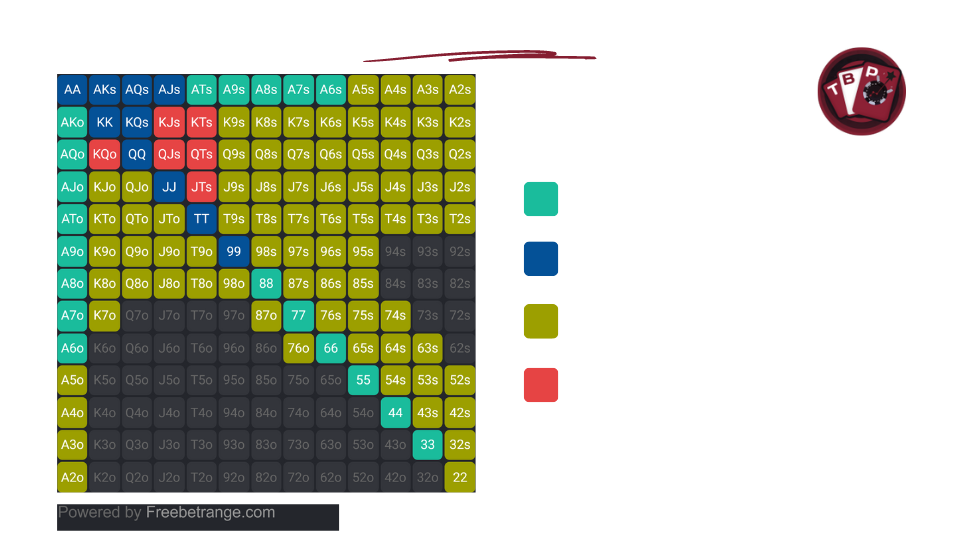 AA AKs AQs AJs ATs A9s A8s A7s A6s A5s A4s A3s A2s
AKo KK KQs KJs KTs K9s K8s K7s K6s K5s K4s K3s K2s
AQo KQo QQ QJs QTs Q9s Q8s Q7s Q6s Q5s Q4s Q3s Q2s
AJo KJo QJo JJ JTs J9s J8s J7s J6s J5s J4s J3s J2s
ATo KTo QTo JTo TT T9s T8s T7s T6s T5s T4s T3s T2s
A9o K9o Q9o J9o T9o 99 98s 97s 96s 95s 94s 93s 92s
A8o K8o Q8o J8o T8o 98o 88 87s 86s 85s 84s 83s 82s
A7o K7o Q7o J7o T7o 97o 87o 77 76s 75s 74s 73s 72s
A6o K6o Q6o J6o T6o 96o 86o 76o 66 65s 64s 63s 62s
A5o K5o Q5o J5o T5o 95o 85o 75o 65o 55 54s 53s 52s
A4o K4o Q4o J4o T4o 94o 84o 74o 64o 54o 44 43s 42s
A3o K3o Q3o J3o T3o 93o 83o 73o 63o 53o 43o 33 32s
A2o K2o Q2o J2o T2o 92o 82o 72o 62o 52o 42o 32o 22
Powered by Freebetrange.com
T B P